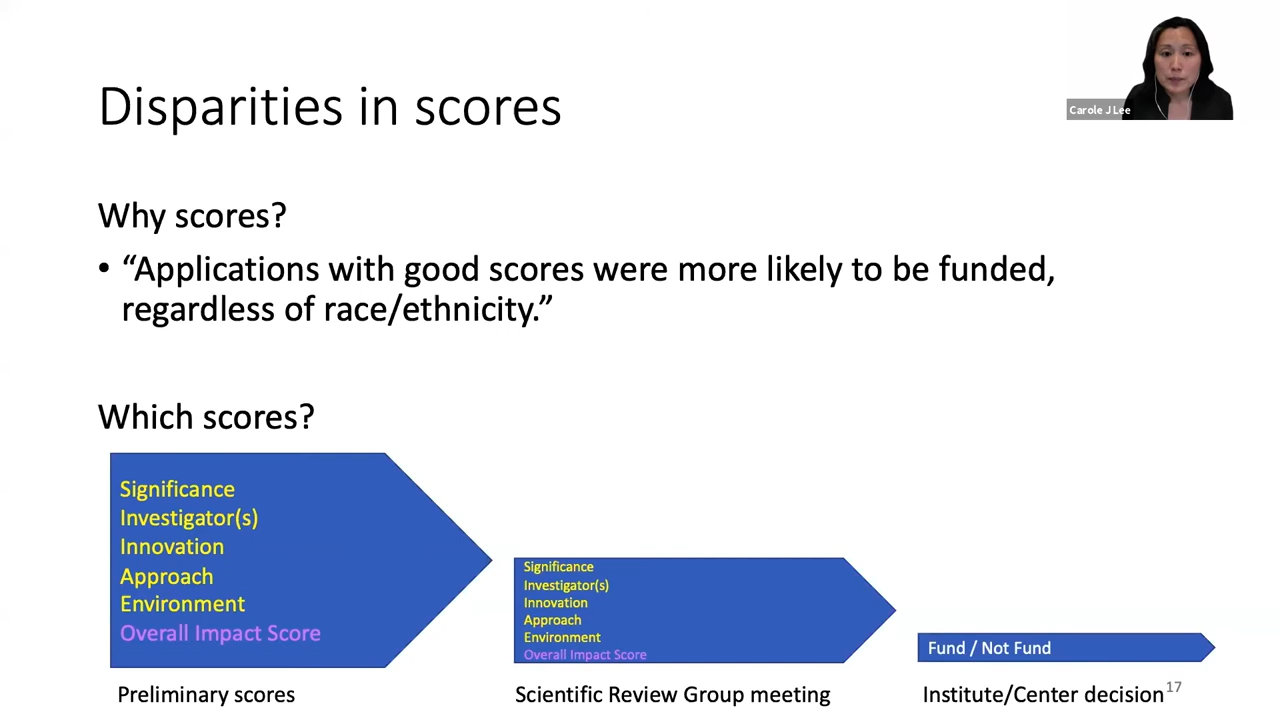 Carole J Lee
Disparities in scores
Why scores?
• “Applications with good scores were more likely to be funded,
regardless of race/ethnicity.”
Which scores?
Significance
Investigator(s)
Innovation
Approach
Environment
Overall Impact Score
Preliminary scores
Significance
Investigator(s)
Innovation
Approach
Environment
Overall Impact Score
Scientific Review Group meeting
Fund / Not Fund
Institute/Center decision
17